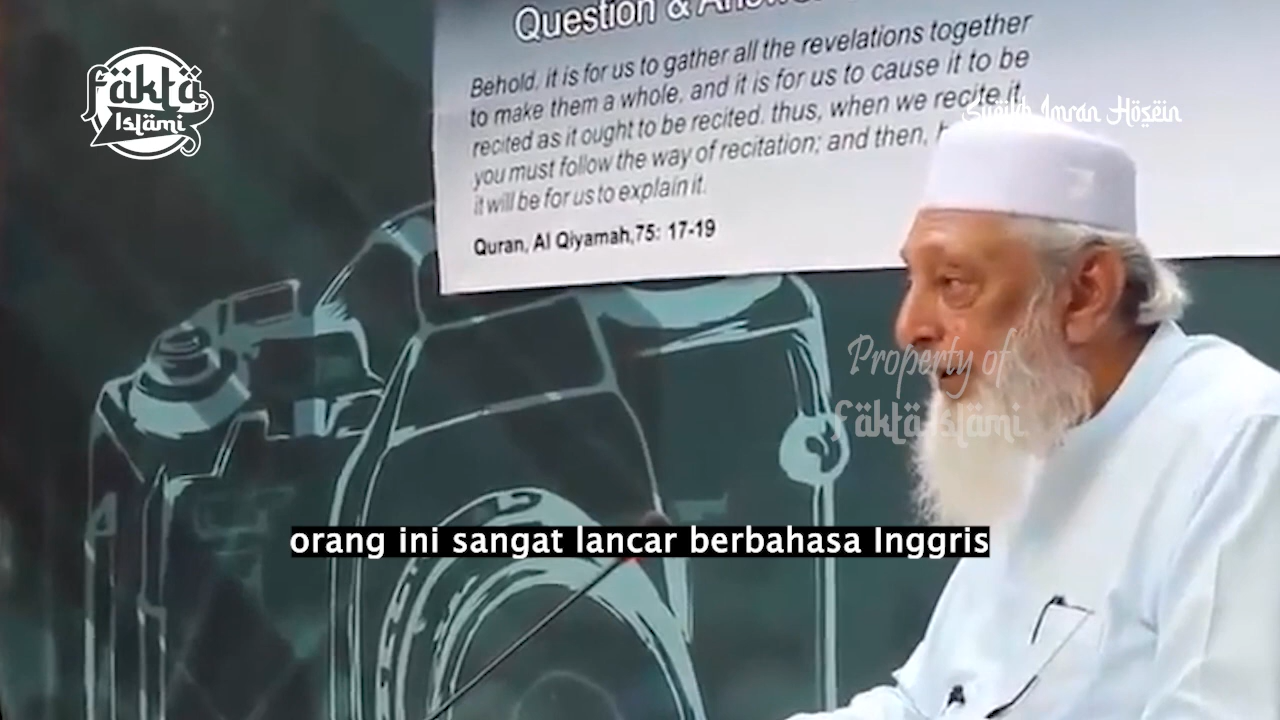 fäktä
Islämi
Question &
Behold, it is for us to gather all the revelations together
to make them a whole, and it is for us to cause it to be
recited as it ought to be recited. thus, when we recite it,
you must follow the way of recitation; and then,
it will be for us to explain it.
Quran, Al Qiyamah,75: 17-19
Syëikh Imran Hösëin
Property of
fäktä islämi
orang ini sangat lancar berbahasa Inggris